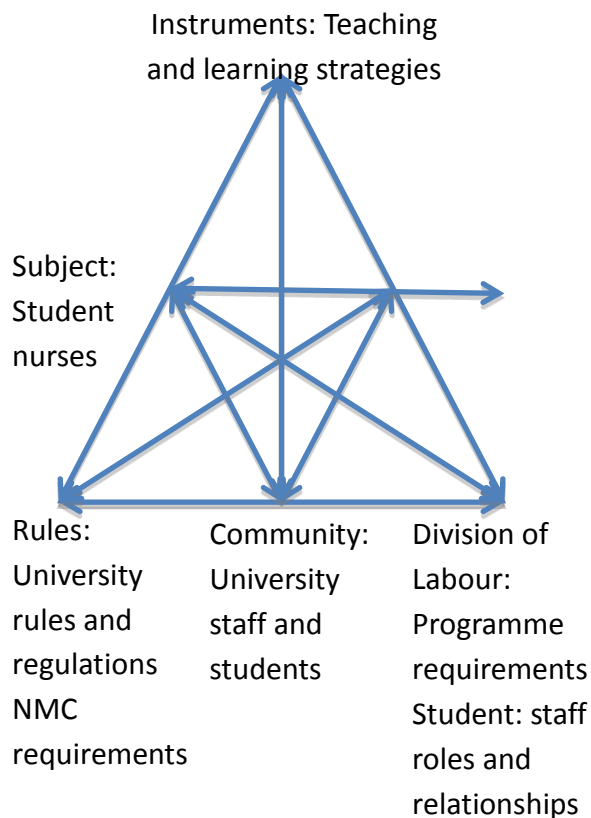 Instruments: Teaching
and learning strategies
Subject:
Student
nurses
Rules:
University
rules and
regulations
NMC
requirements
Community:
University
staff and
students
Division of
Labour:
Programme
requirements
Student: staff
roles and
relationships